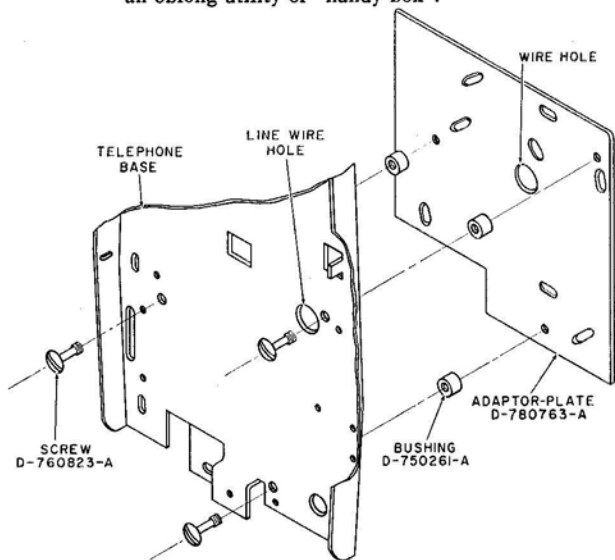 an oblong utility or "handy box".
WIRE HOLE
LINE WIRE
HOLE
TELEPHONE
BASE
ADAPTOR-PLATE
D-780763-A
SCREW
D-760823-A
BUSHING
D-750261-A